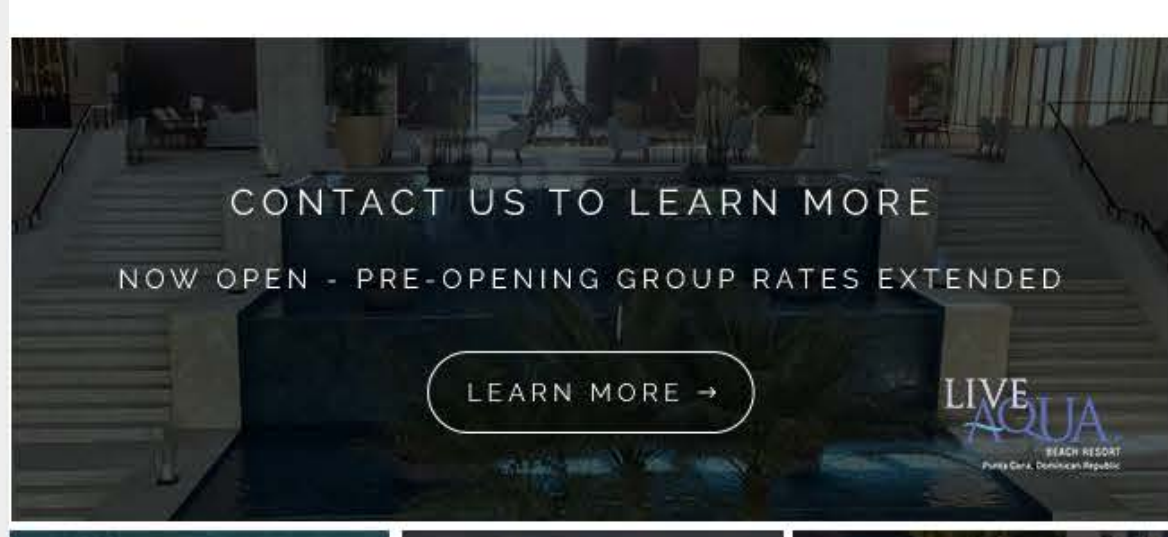 CONTACT US TO LEARN MORE
NOW OPEN - PRE-OPENING GROUP RATES EXTENDED
LEARN MORE →
LIVE
AQUA
BEACH RESORT
Punta Cana, Dominican Republic